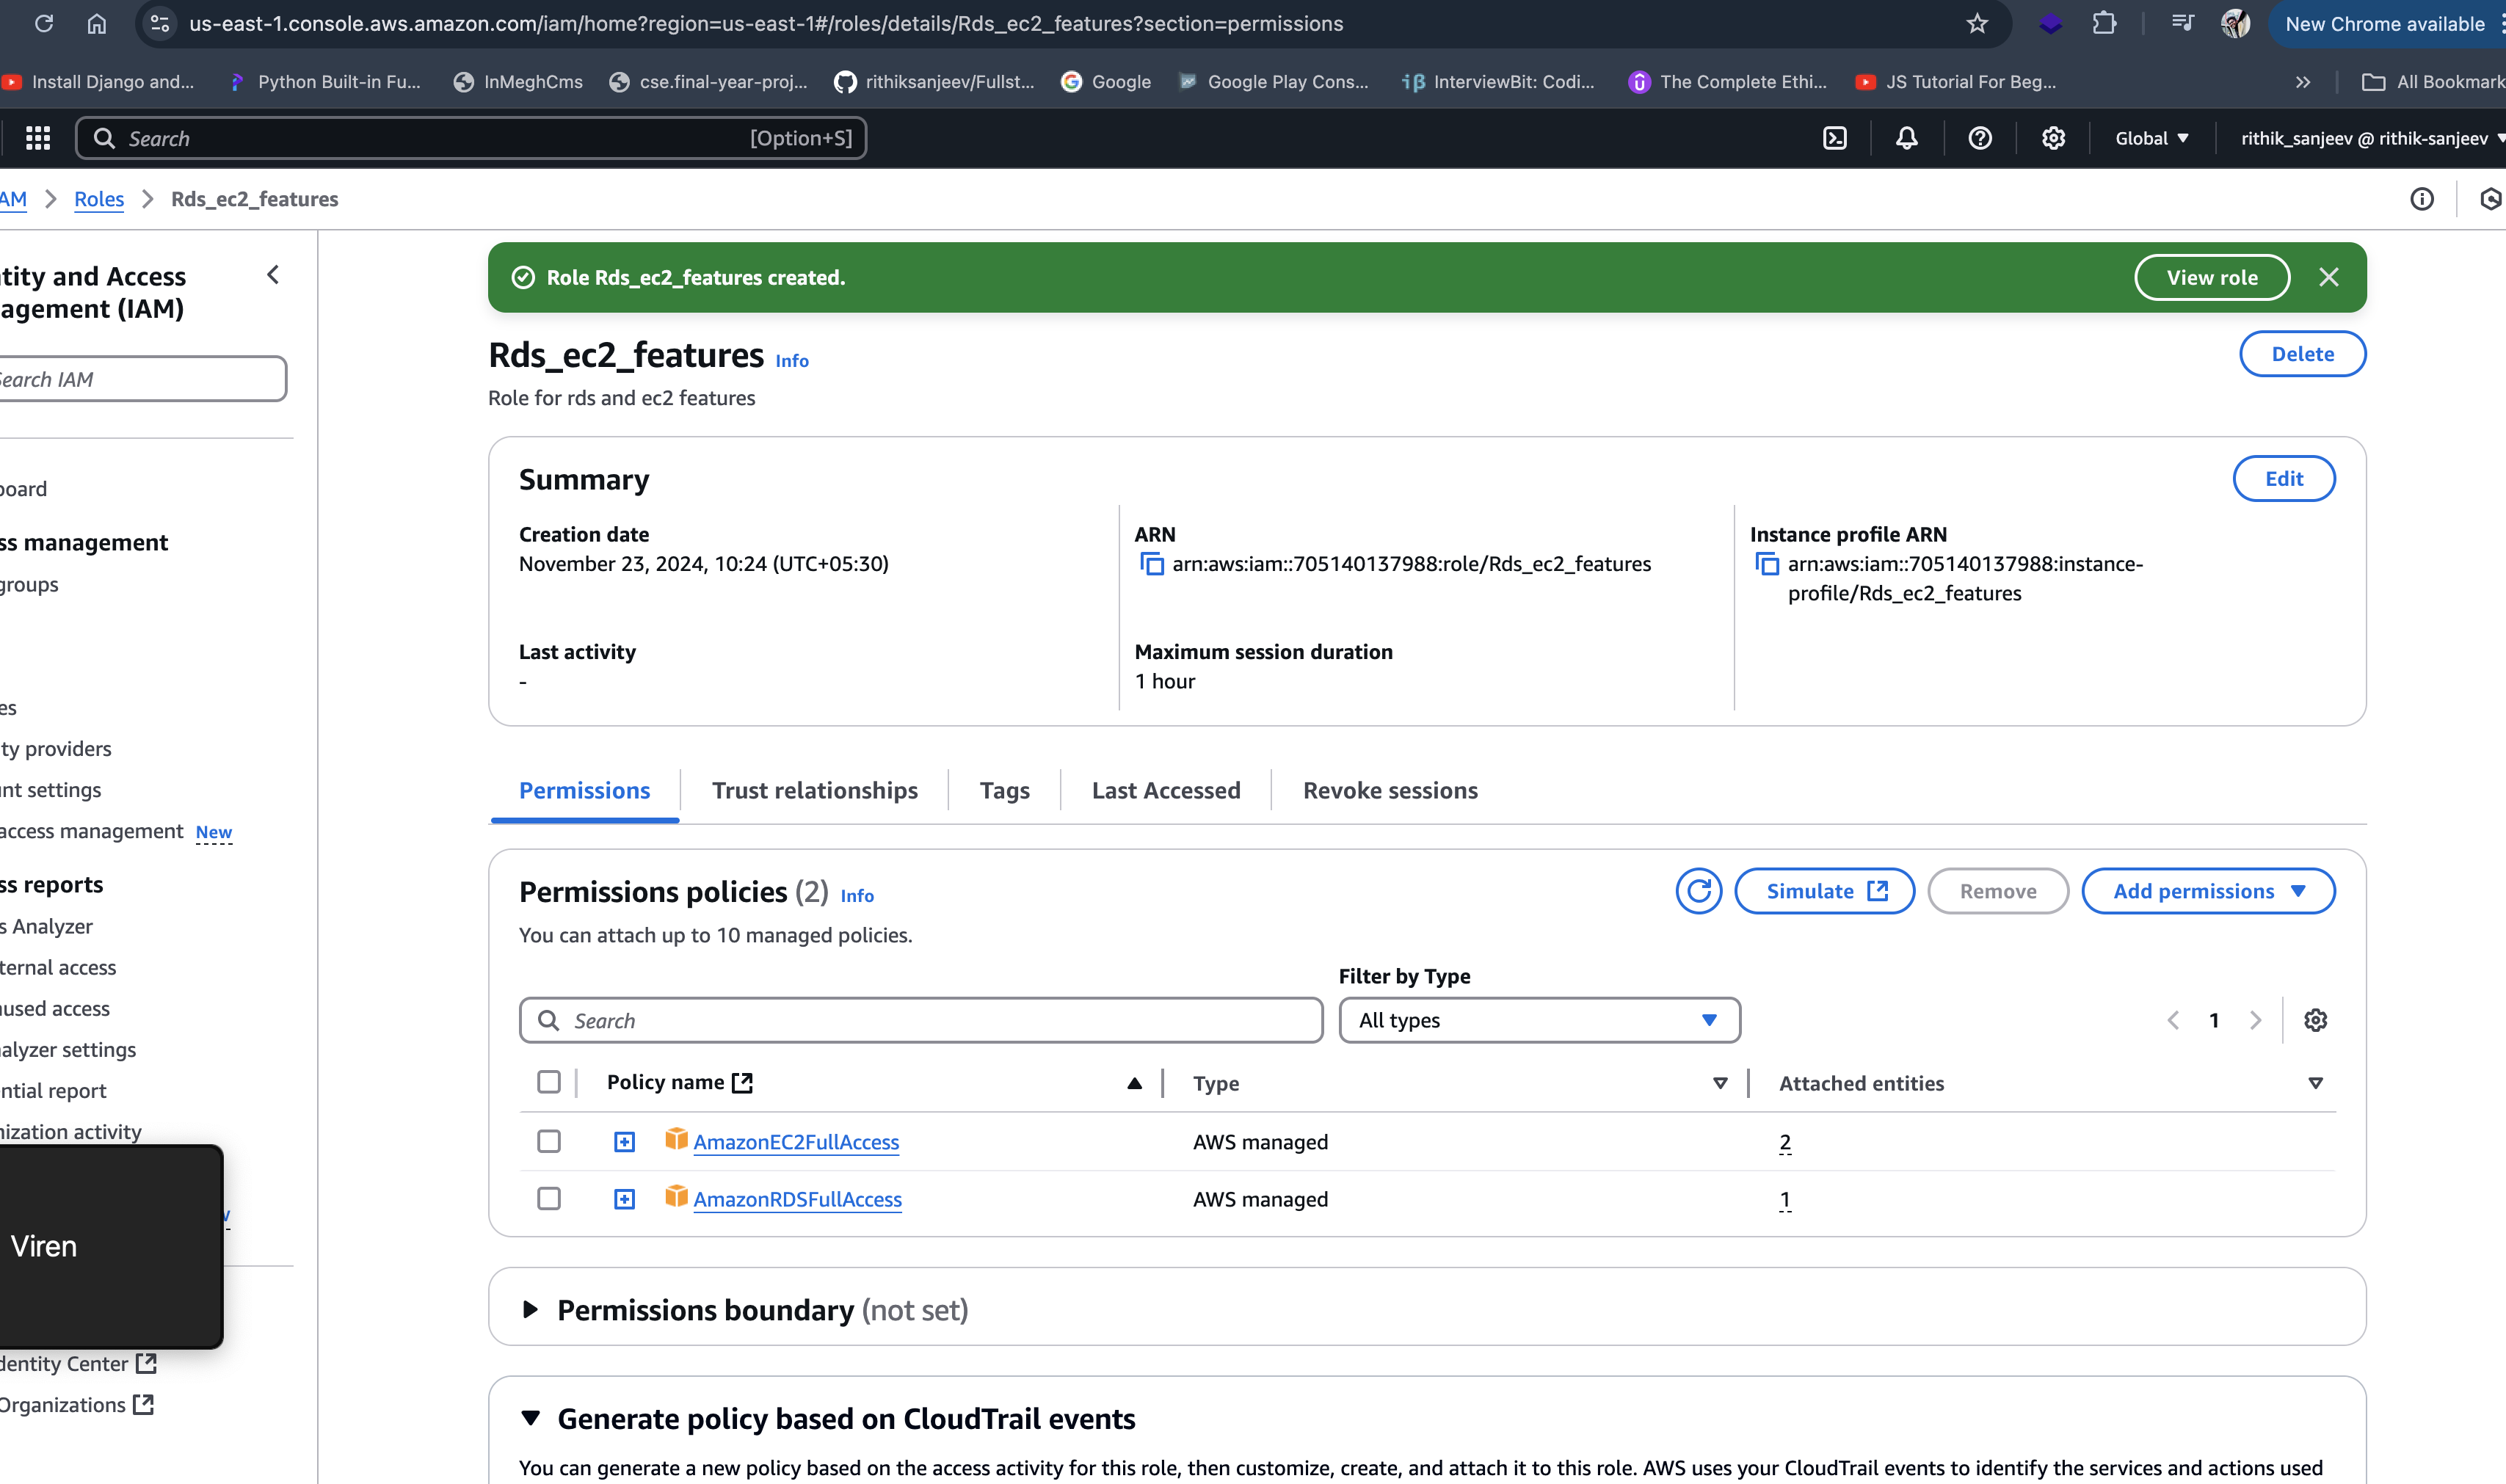 us-east-1.console.aws.amazon.com/iam/home?region=us-east-1#/roles/details/Rds_ec2_features?section=permissions
New Chrome available
Install Django and...
Python Built-in Fu...
InMeghCms
cse.final-year-proj...
rithiksanjeev/Fullst...
Google
Google Play Cons...
InterviewBit: Codi...
The Complete Ethi...
JS Tutorial For Beg...
All Bookmark
Search
[Option+S]
Global
rithik_sanjeev @ rithik-sanjeev
AM
Roles
Rds_ec2_features
tity and Access
agement (IAM)
Search IAM
board
ss management
groups
es
ty providers
unt settings
access management New
ss reports
s Analyzer
ternal access
used access
alyzer settings
ential report
nization activity
Viren
dentity Center
Organizations
Role Rds_ec2_features created.
View role
Rds_ec2_features Info
Delete
Role for rds and ec2 features
Summary
Edit
Creation date
November 23, 2024, 10:24 (UTC+05:30)
ARN
arn:aws:iam::705140137988:role/Rds_ec2_features
Instance profile ARN
arn:aws:iam::705140137988:instance-
profile/Rds_ec2_features
Last activity
-
Maximum session duration
1 hour
Permissions
Trust relationships
Tags
Last Accessed
Revoke sessions
Permissions policies (2) Info
Simulate
Remove
Add permissions
You can attach up to 10 managed policies.
Filter by Type
Search
All types
1
Policy name
Type
Attached entities
AmazonEC2FullAccess
AWS managed
2
AmazonRDSFullAccess
AWS managed
1
Permissions boundary (not set)
Generate policy based on CloudTrail events
You can generate a new policy based on the access activity for this role, then customize, create, and attach it to this role. AWS uses your CloudTrail events to identify the services and actions used